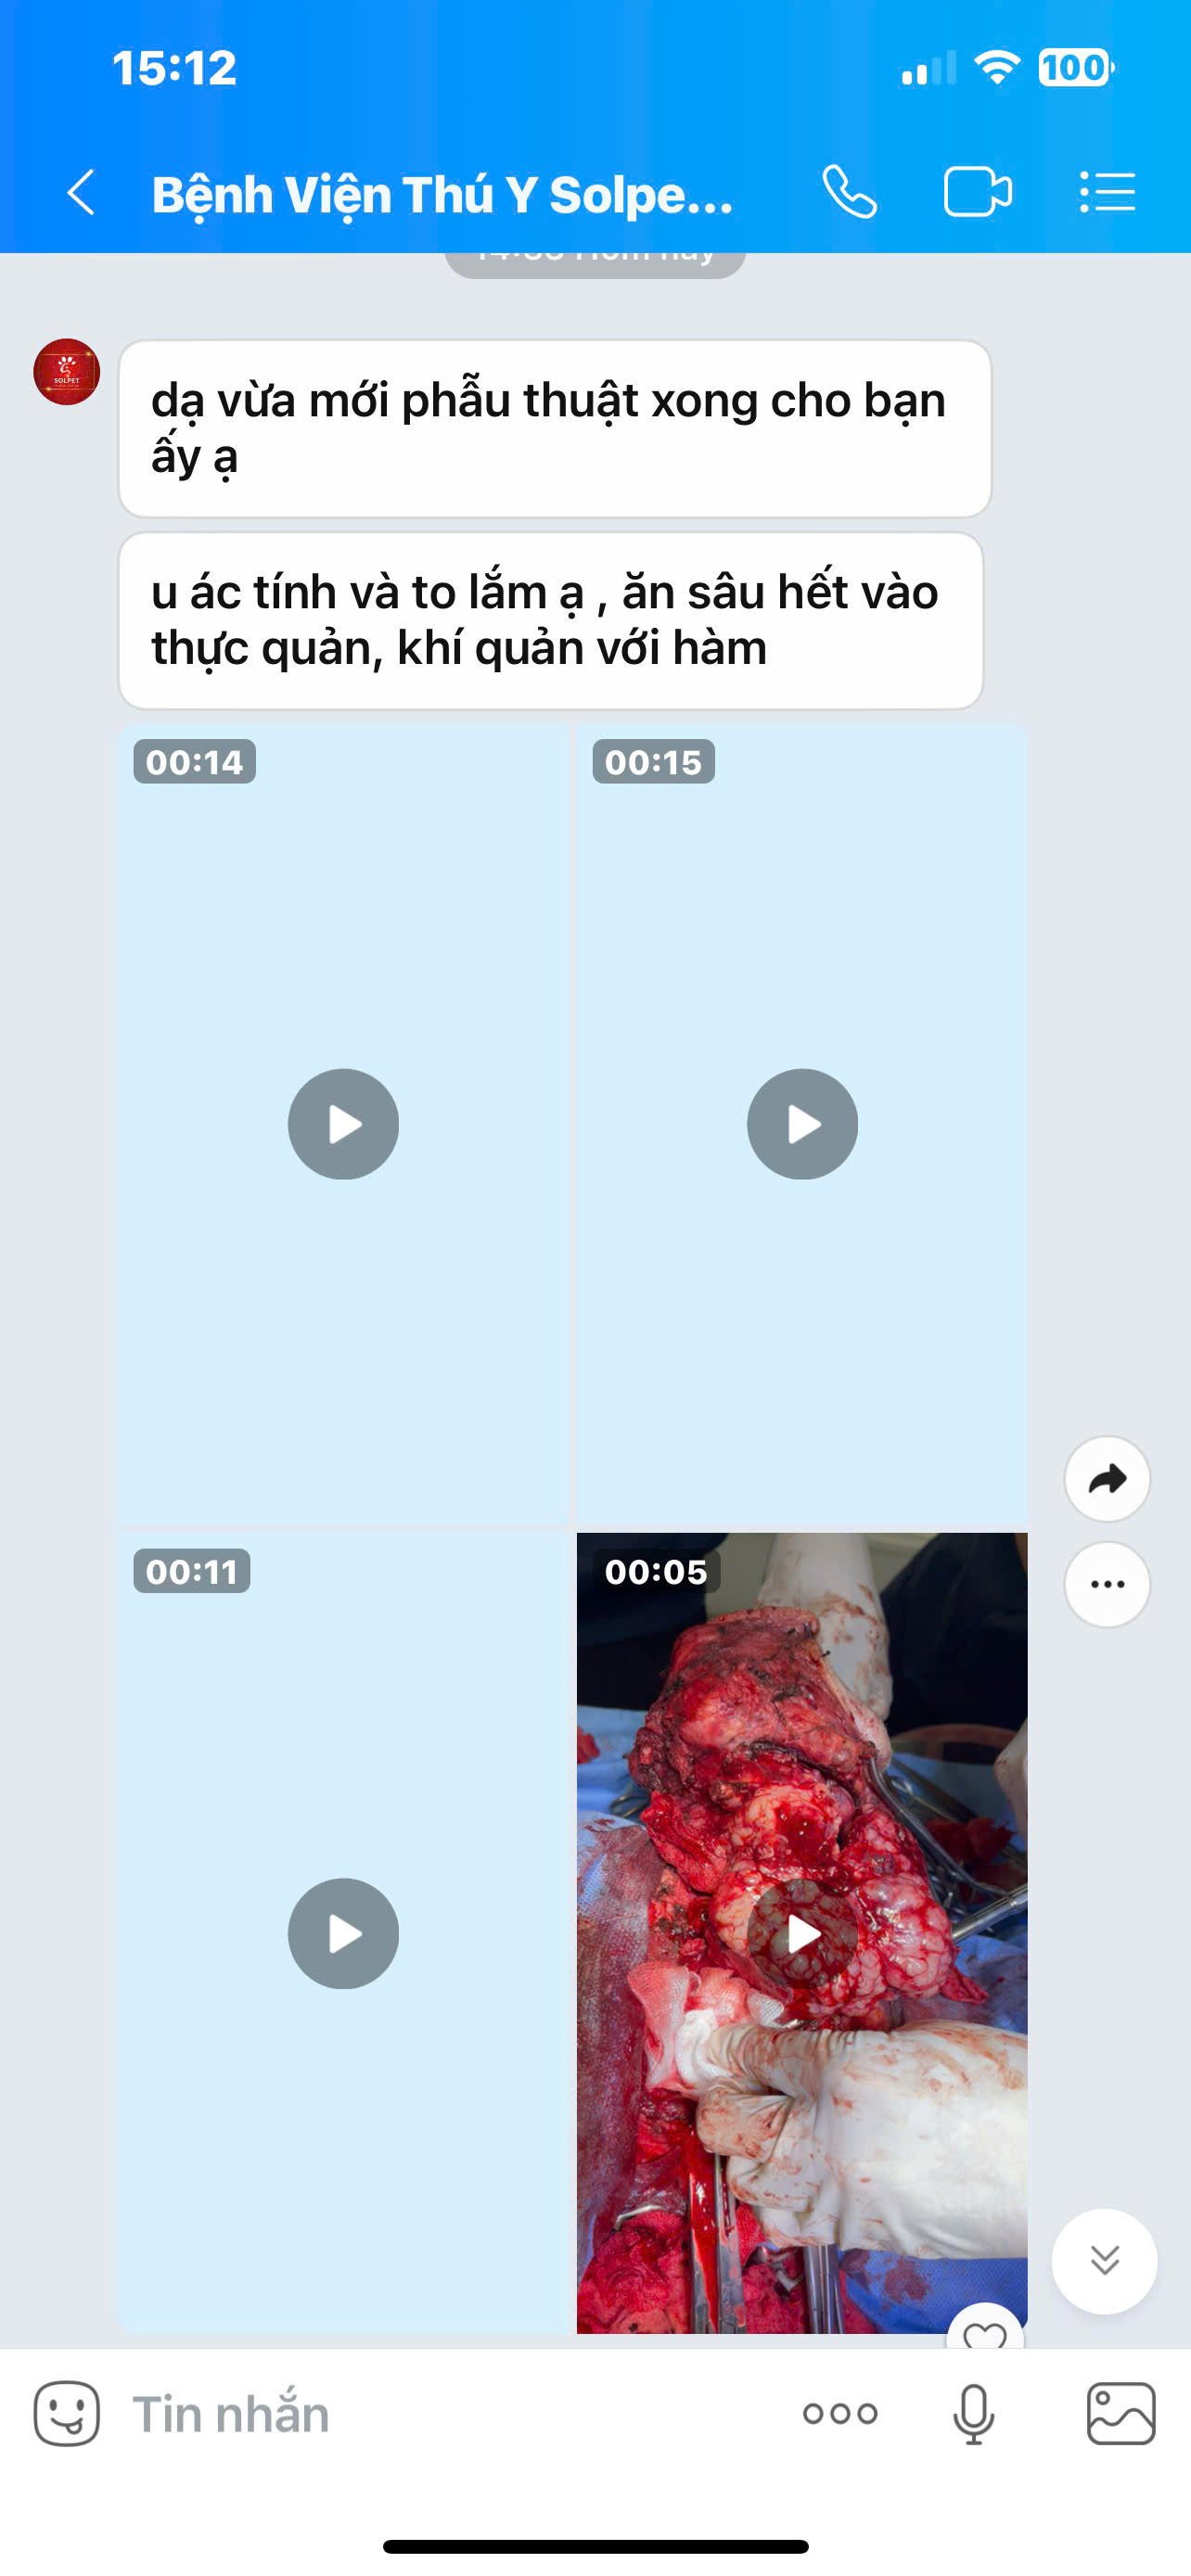 15:12
100
Bệnh Viện Thú Y Solpe...
SOLPET
dạ vừa mới phẫu thuật xong cho bạn
ấy ạ
u ác tính và to lắm ạ , ăn sâu hết vào
thực quản, khí quản với hàm
00:14
00:15
00:11
00:05
Tin nhắn